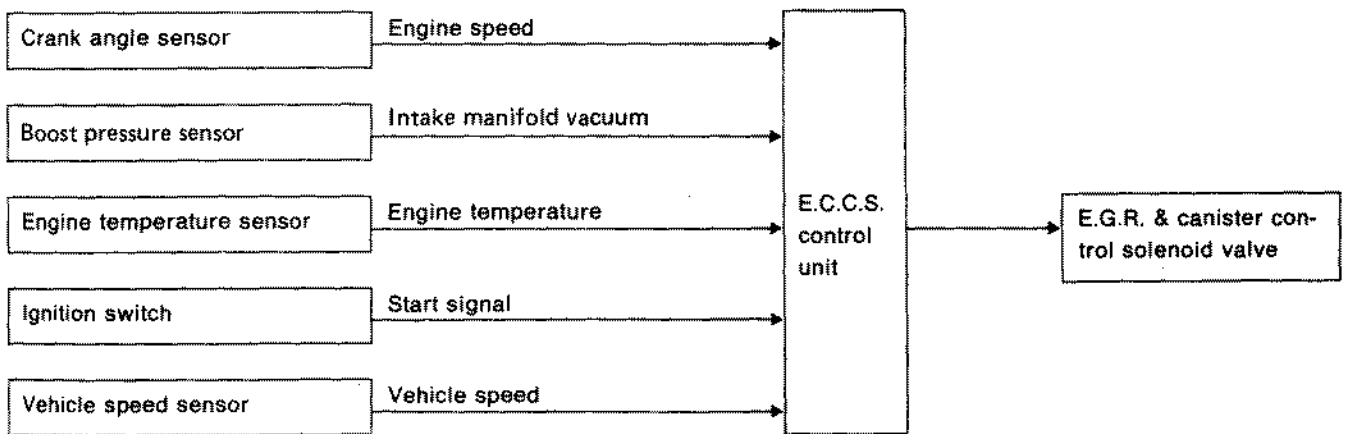 Crank angle sensor
Engine speed
Boost pressure sensor
Intake manifold vacuum
Engine temperature sensor
Engine temperature
Ignition switch
Start signal
Vehicle speed sensor
Vehicle speed
E.C.C.S.
control
unit
E.G.R. & canister con-
trol solenoid valve